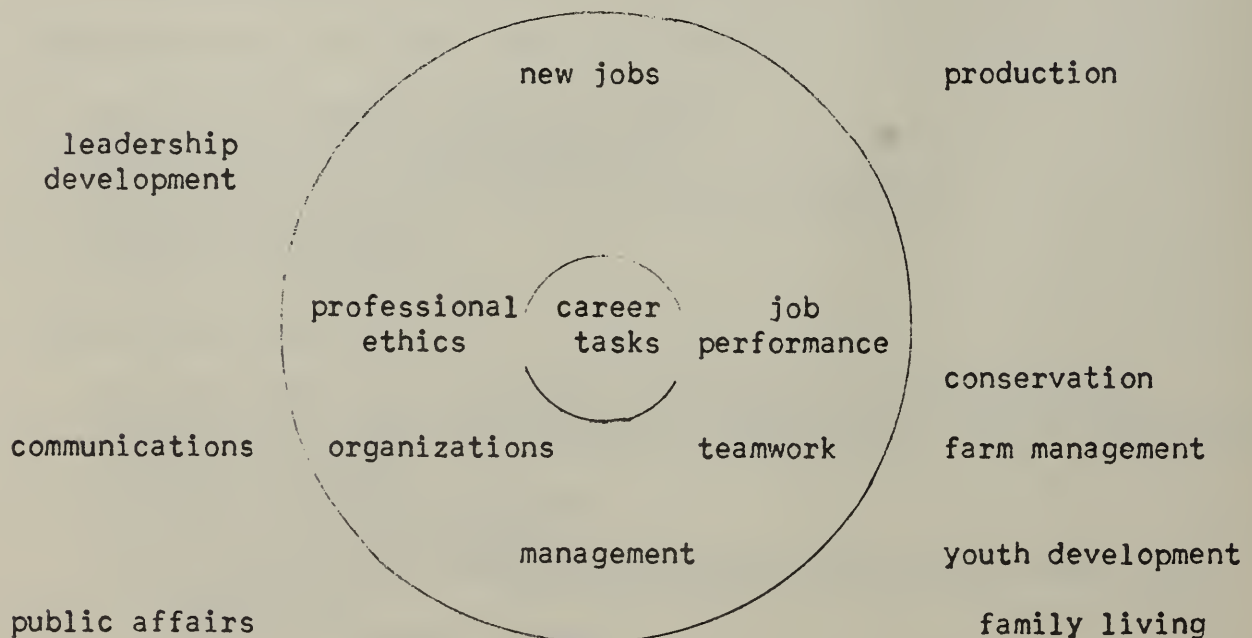 new jobs
production
leadership
development
professional
ethics
career
tasks
job
performance
conservation
communications
organizations
teamwork
farm management
management
youth development
public affairs
family living